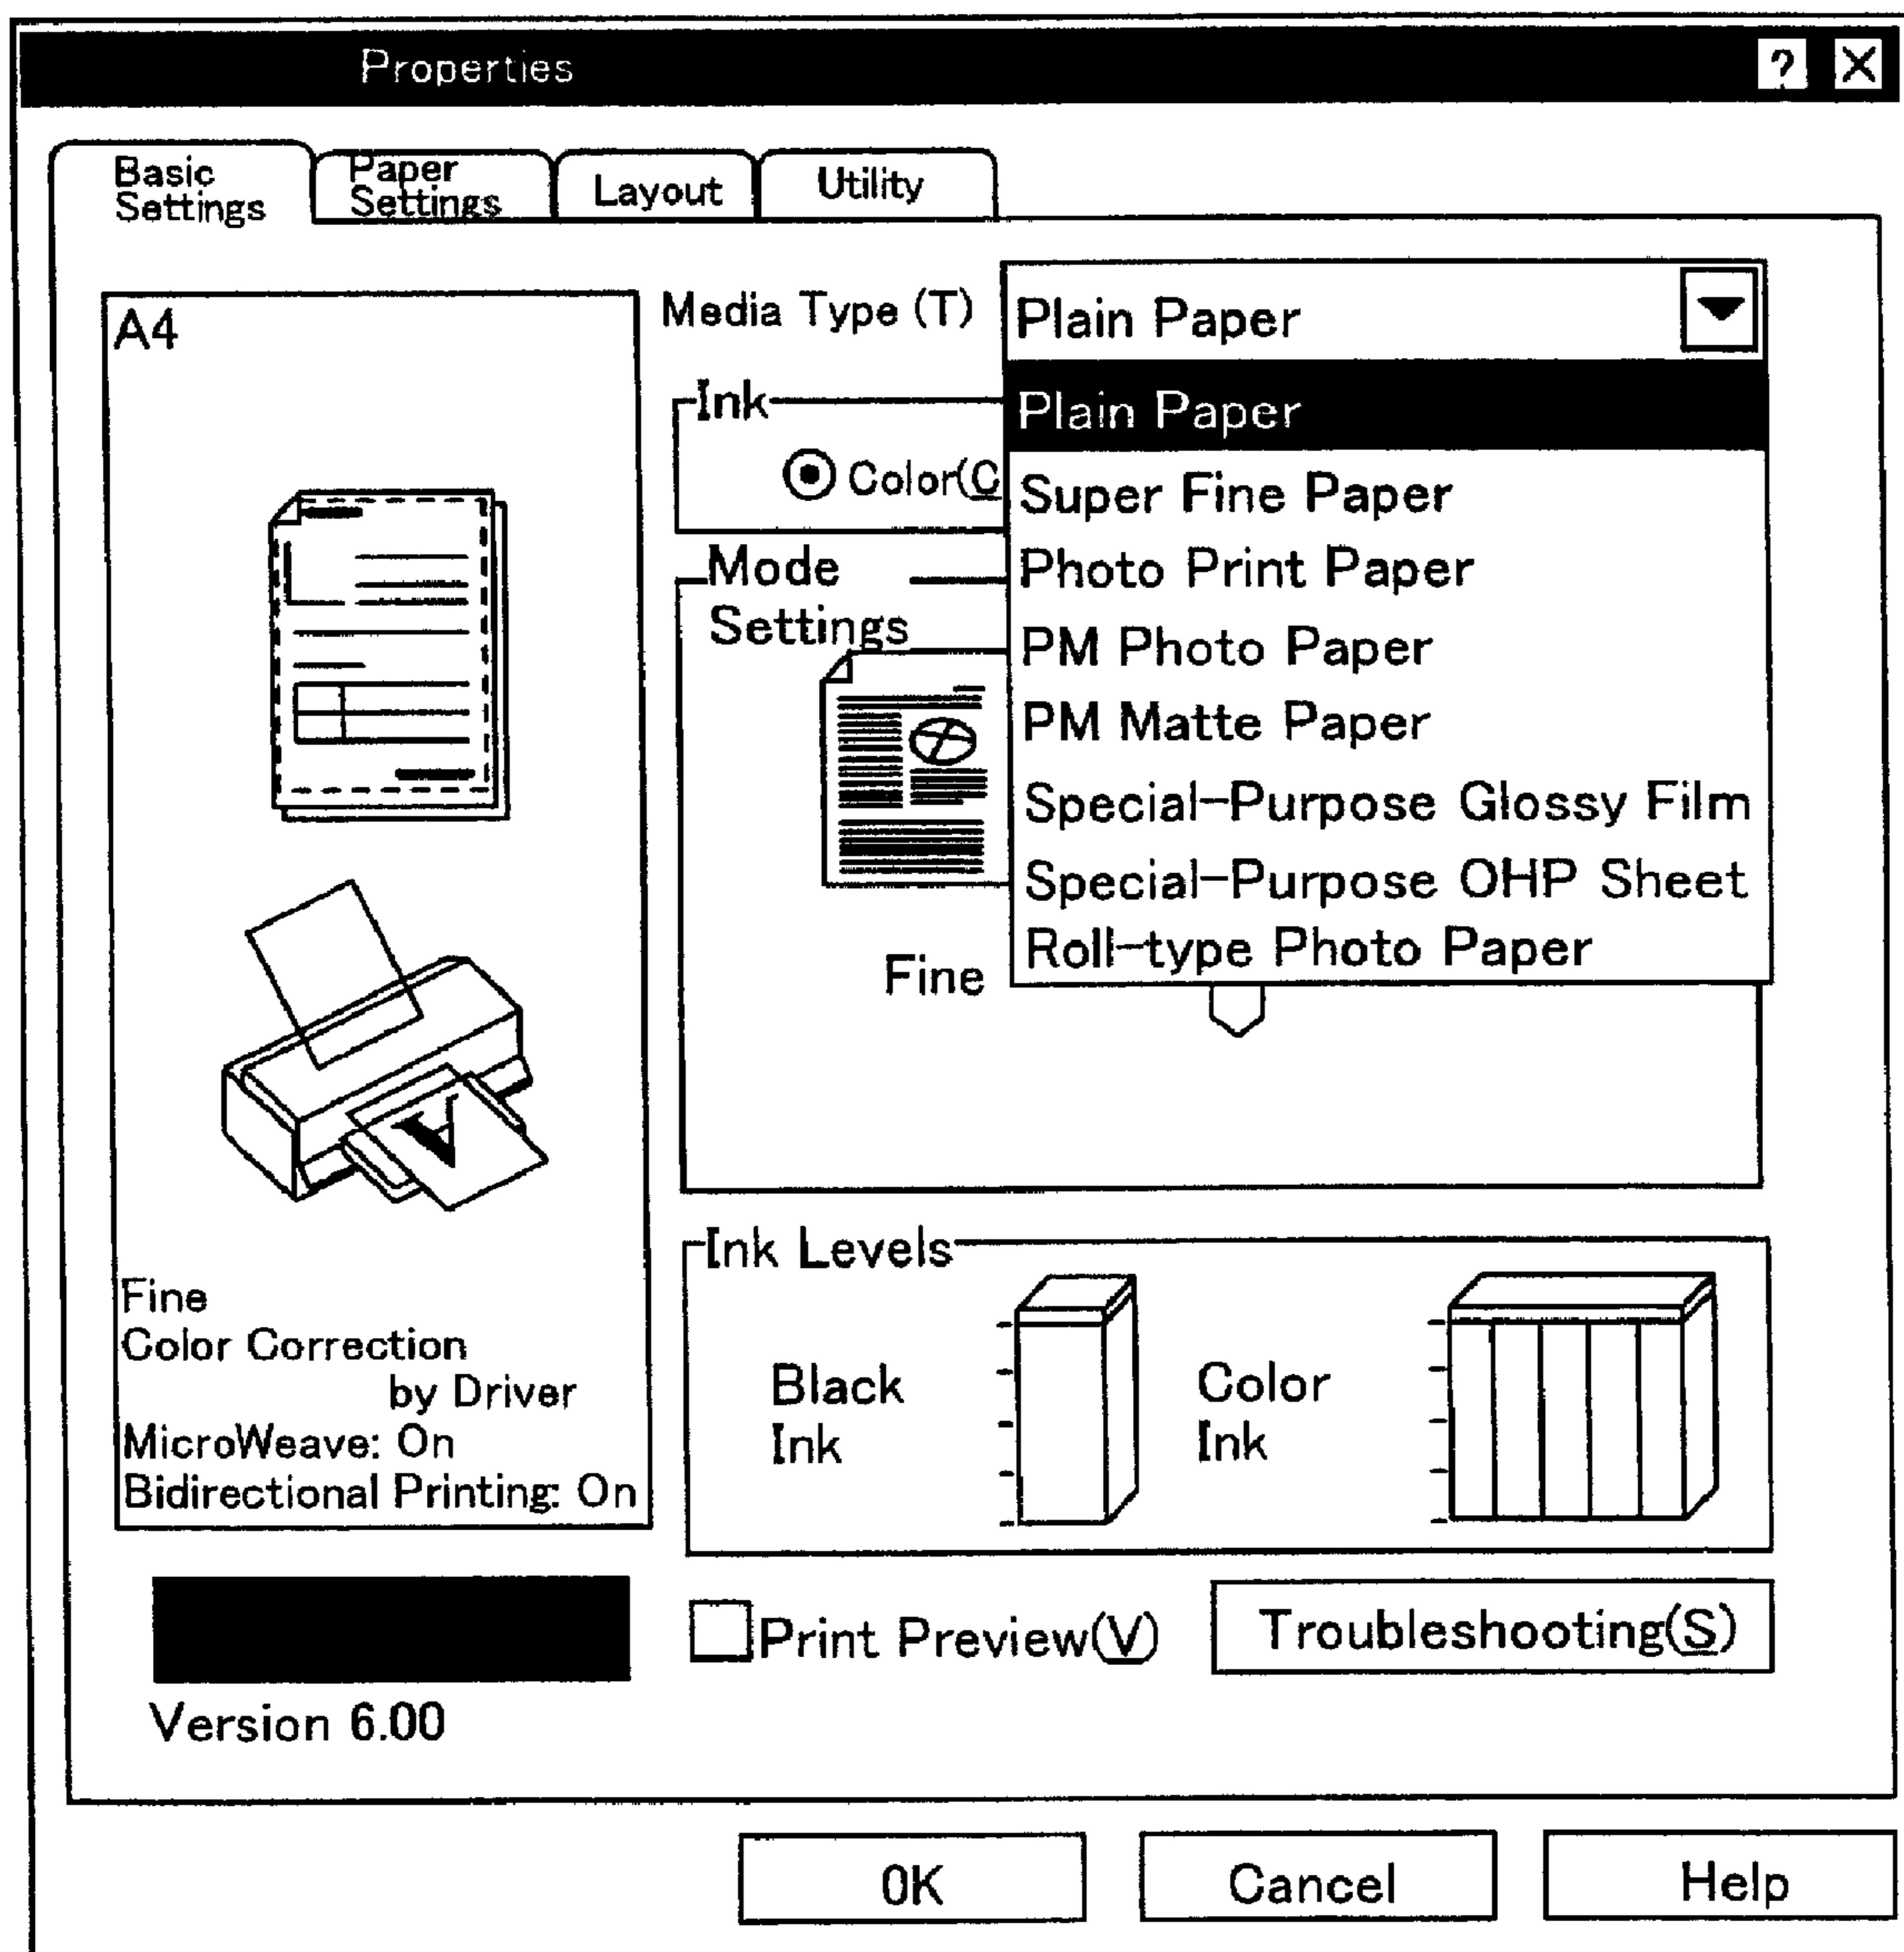 Properties
? X
Basic
Settings
Paper
Settings
Layout
Utility
A4
Media Type (T)
Plain Paper
Plain Paper
Super Fine Paper
Photo Print Paper
PM Photo Paper
PM Matte Paper
Special-Purpose Glossy Film
Special-Purpose OHP Sheet
Roll-type Photo Paper
Ink
Color(C
Mode
Settings
Fine
A
Fine
Color Correction
by Driver
MicroWeave: On
Bidirectional Printing: On
Ink Levels
Black
Ink
Color
Ink
Print Preview(V)
Troubleshooting(S)
Version 6.00
OK
Cancel
Help